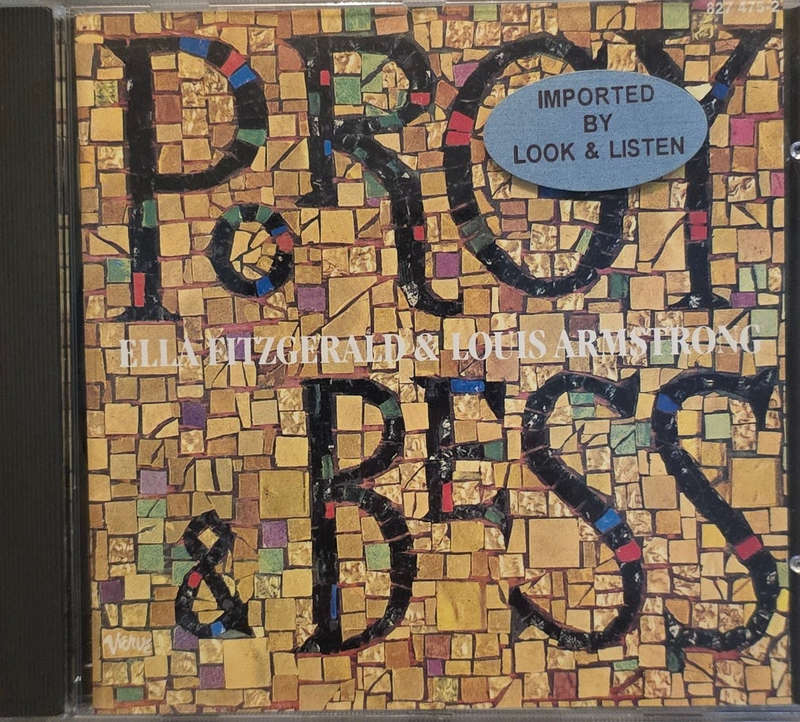 827 475-2
PORGY
IMPORTED
BY
LOOK & LISTEN
ELLA FITZGERALD & LOUIS ARMSTRONG
& BESS
Verve